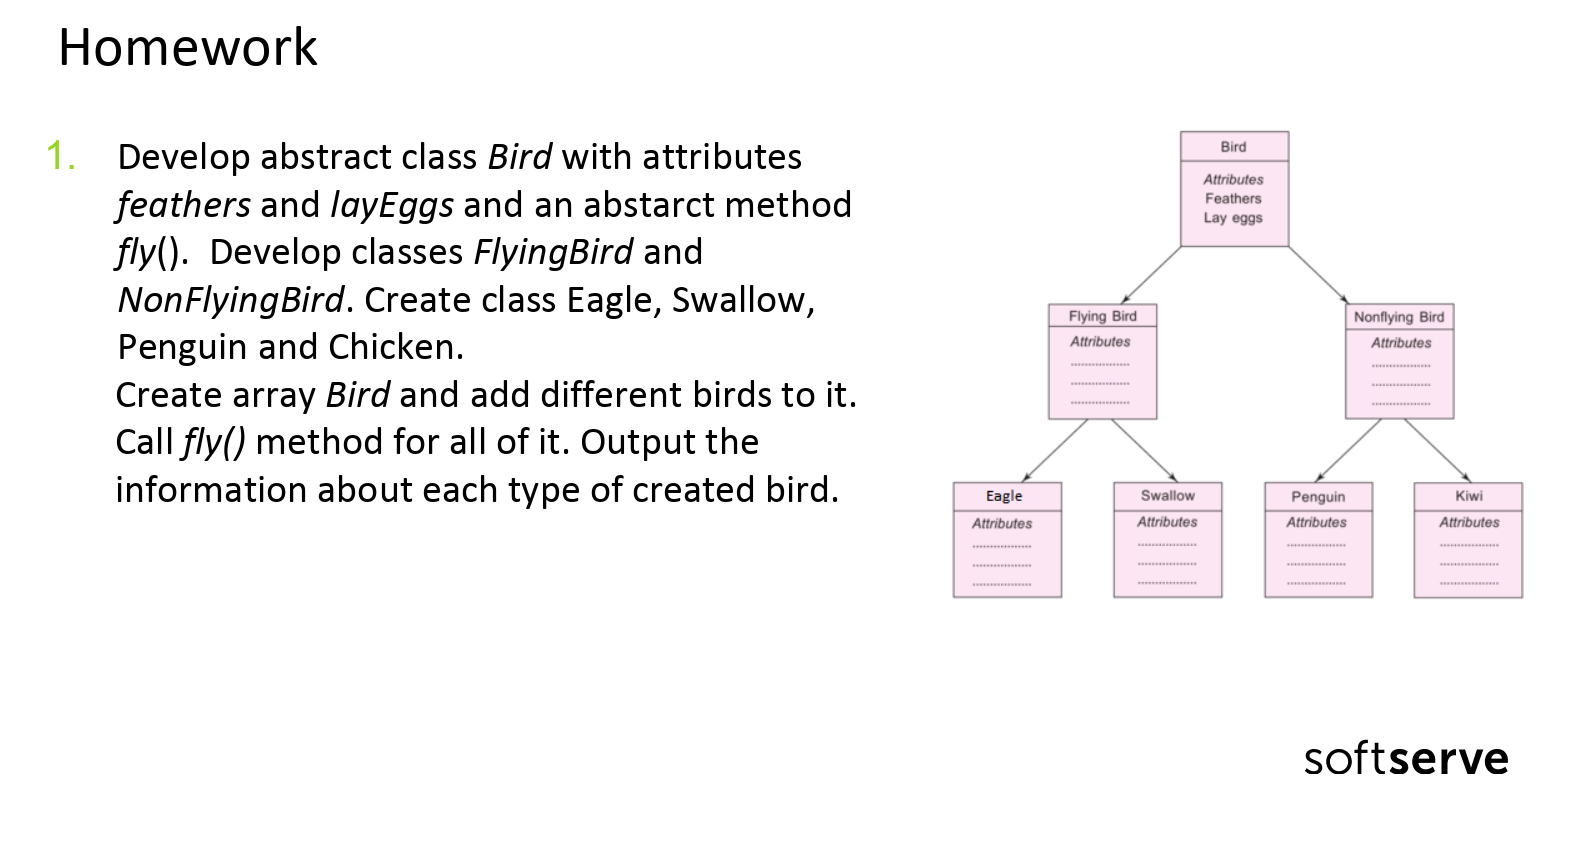 Homework
1. Develop abstract class Bird with attributes
feathers and layEggs and an abstarct method
fly().  Develop classes FlyingBird and
NonFlyingBird. Create class Eagle, Swallow,
Penguin and Chicken.
Create array Bird and add different birds to it.
Call fly() method for all of it. Output the
information about each type of created bird.
Bird
Attributes
Feathers
Lay eggs
Flying Bird
Attributes
Nonflying Bird
Attributes
Eagle
Attributes
Swallow
Attributes
Penguin
Attributes
Kiwi
Attributes
softserve